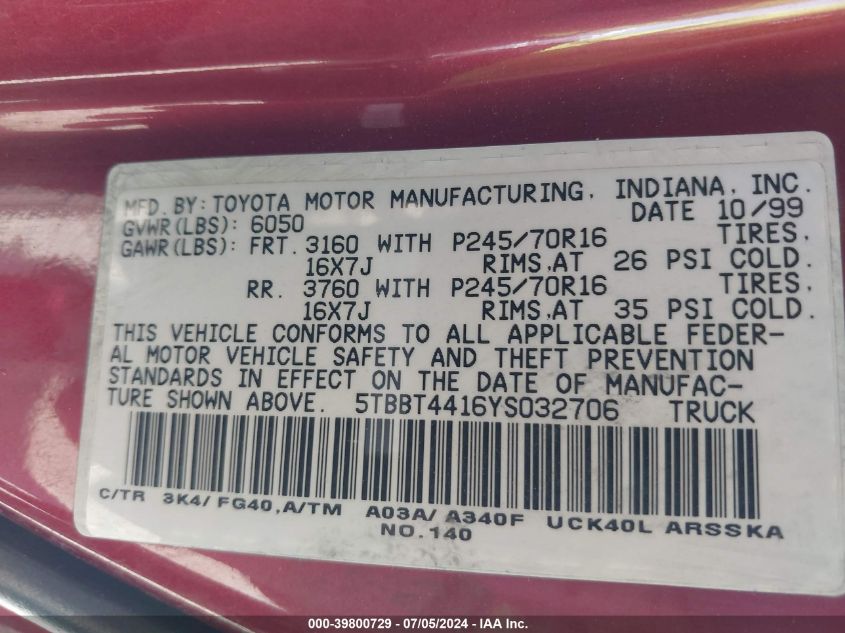 MFD. BY: TOYOTA MOTOR MANUFACTURING, INDIANA, INC.
GVWR(LBS): 6050 DATE 10/99
GAWR(LBS): FRT. 3160 WITH P245/70R16 TIRES,
16X7J RIMS,AT 26 PSI COLD.
RR. 3760 WITH P245/70R16 TIRES,
16X7J RIMS,AT 35 PSI COLD.
THIS VEHICLE CONFORMS TO ALL APPLICABLE FEDER-
AL MOTOR VEHICLE SAFETY AND THEFT PREVENTION
STANDARDS IN EFFECT ON THE DATE OF MANUFAC-
TURE SHOWN ABOVE. 5TBBT4416YS032706 TRUCK
C/TR 3K4/ FG40,A/TM A03A/ A340F UCK40L ARSSKA
NO.140
000-39800729 - 07/05/2024 - IAA Inc.